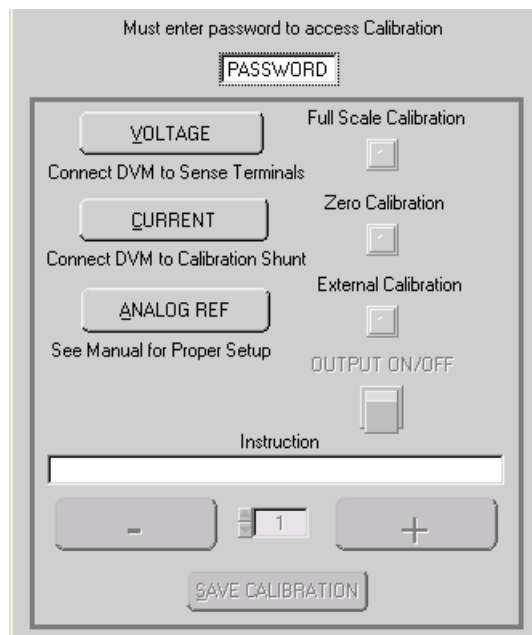 Must enter password to access Calibration
PASSWORD
VOLTAGE
Full Scale Calibration
Connect DVM to Sense Terminals
Zero Calibration
CURRENT
Connect DVM to Calibration Shunt
External Calibration
ANALOG REF
See Manual for Proper Setup
OUTPUT ON/OFF
Instruction
- 1 +
SAVE CALIBRATION